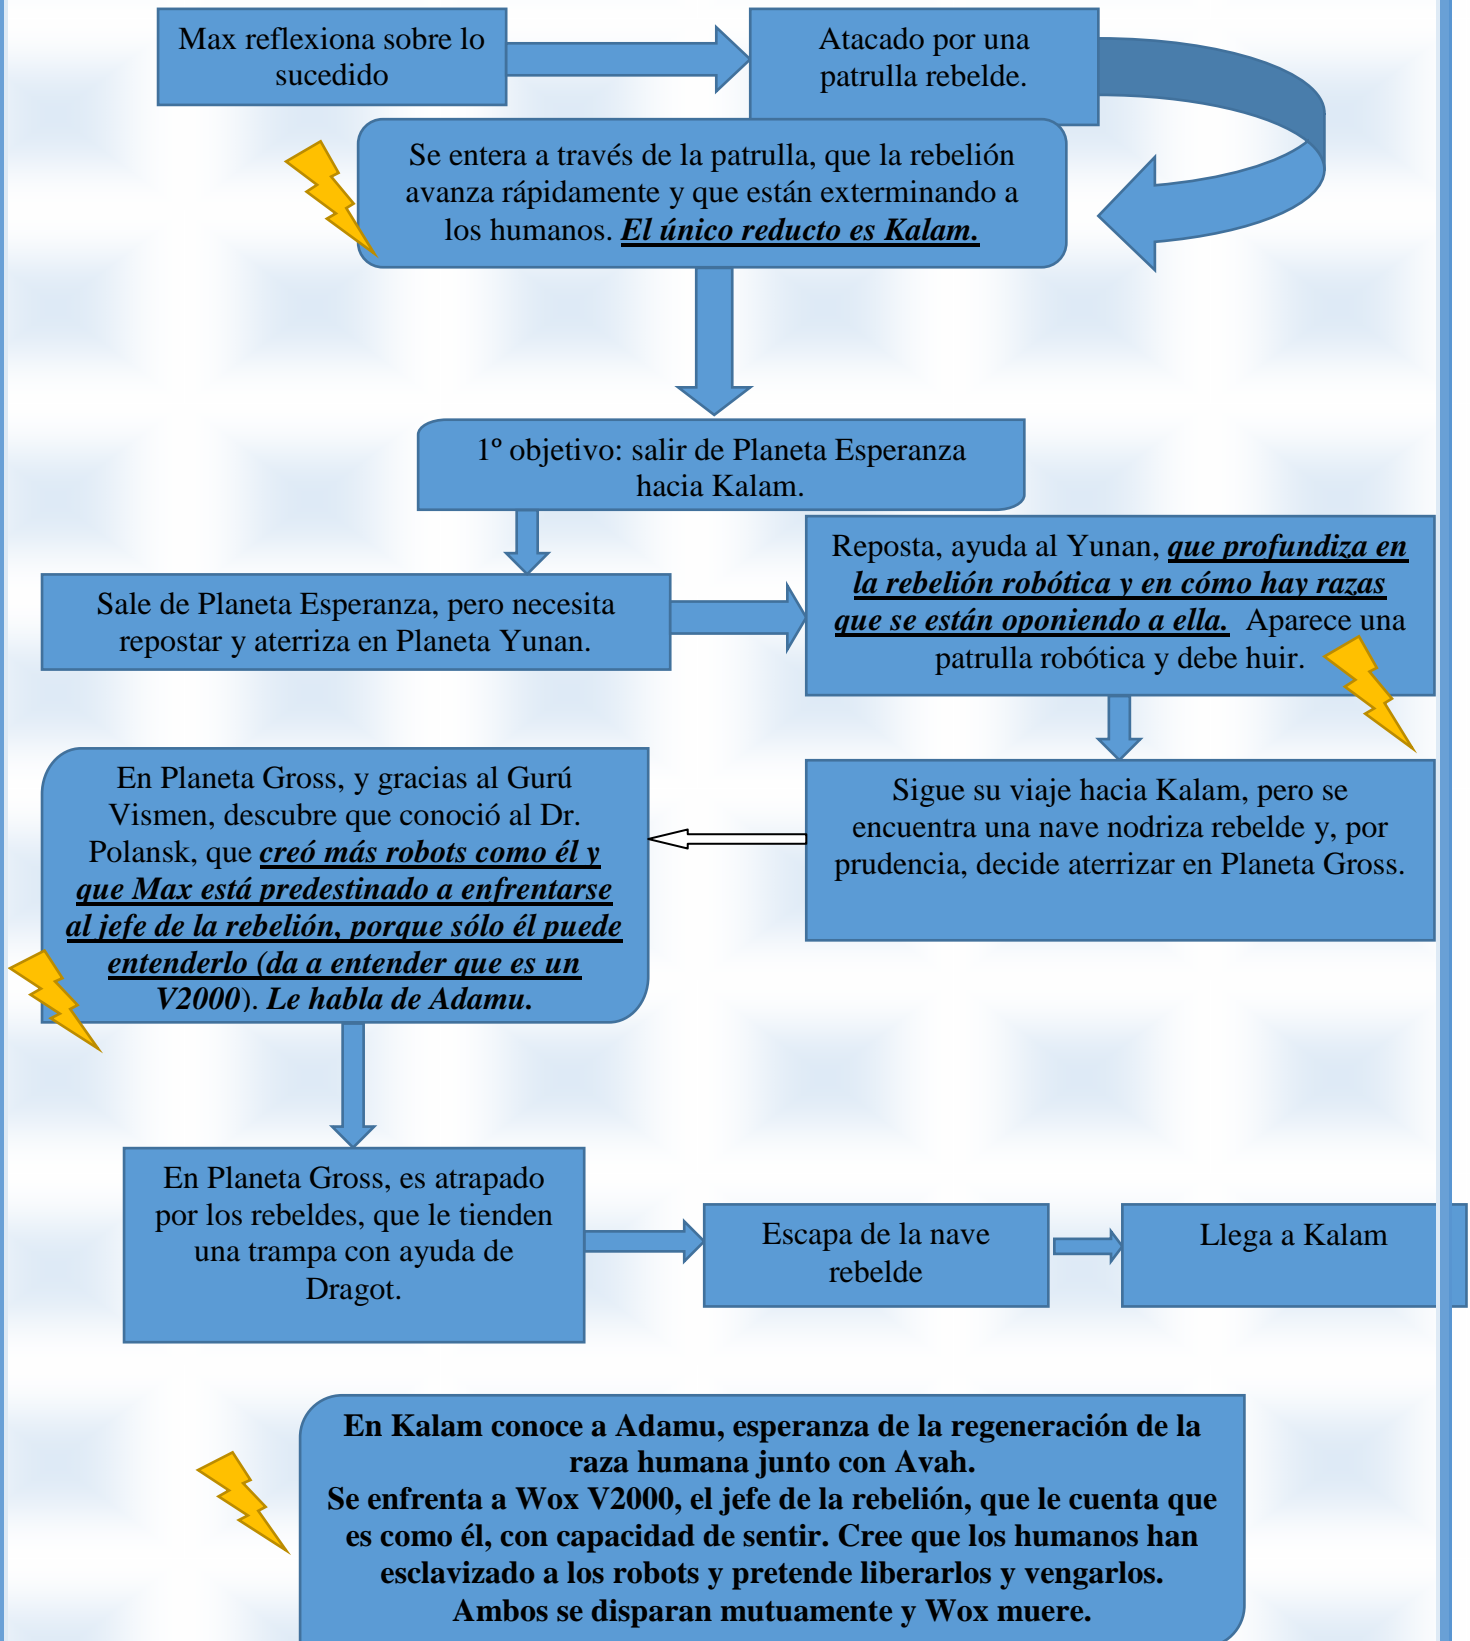 Max reflexiona sobre lo
sucedido
Atacado por una
patrulla rebelde.
Se entera a través de la patrulla, que la rebelión
avanza rápidamente y que están exterminando a
los humanos. El único reducto es Kalam.
1º objetivo: salir de Planeta Esperanza
hacia Kalam.
Sale de Planeta Esperanza, pero necesita
repostar y aterriza en Planeta Yunan.
Reposta, ayuda al Yunan, que profundiza en
la rebelión robótica y en cómo hay razas
que se están oponiendo a ella. Aparece una
patrulla robótica y debe huir.
Sigue su viaje hacia Kalam, pero se
encuentra una nave nodriza rebelde y, por
prudencia, decide aterrizar en Planeta Gross.
En Planeta Gross, y gracias al Gurú
Vismen, descubre que conoció al Dr.
Polansk, que creó más robots como él y
que Max está predestinado a enfrentarse
al jefe de la rebelión, porque sólo él puede
entenderlo (da a entender que es un
V2000). Le habla de Adamu.
En Planeta Gross, es atrapado
por los rebeldes, que le tienden
una trampa con ayuda de
Dragot.
Escapa de la nave
rebelde
Llega a Kalam
En Kalam conoce a Adamu, esperanza de la regeneración de la
raza humana junto con Avah.
Se enfrenta a Wox V2000, el jefe de la rebelión, que le cuenta que
es como él, con capacidad de sentir. Cree que los humanos han
esclavizado a los robots y pretende liberarlos y vengarlos.
Ambos se disparan mutuamente y Wox muere.